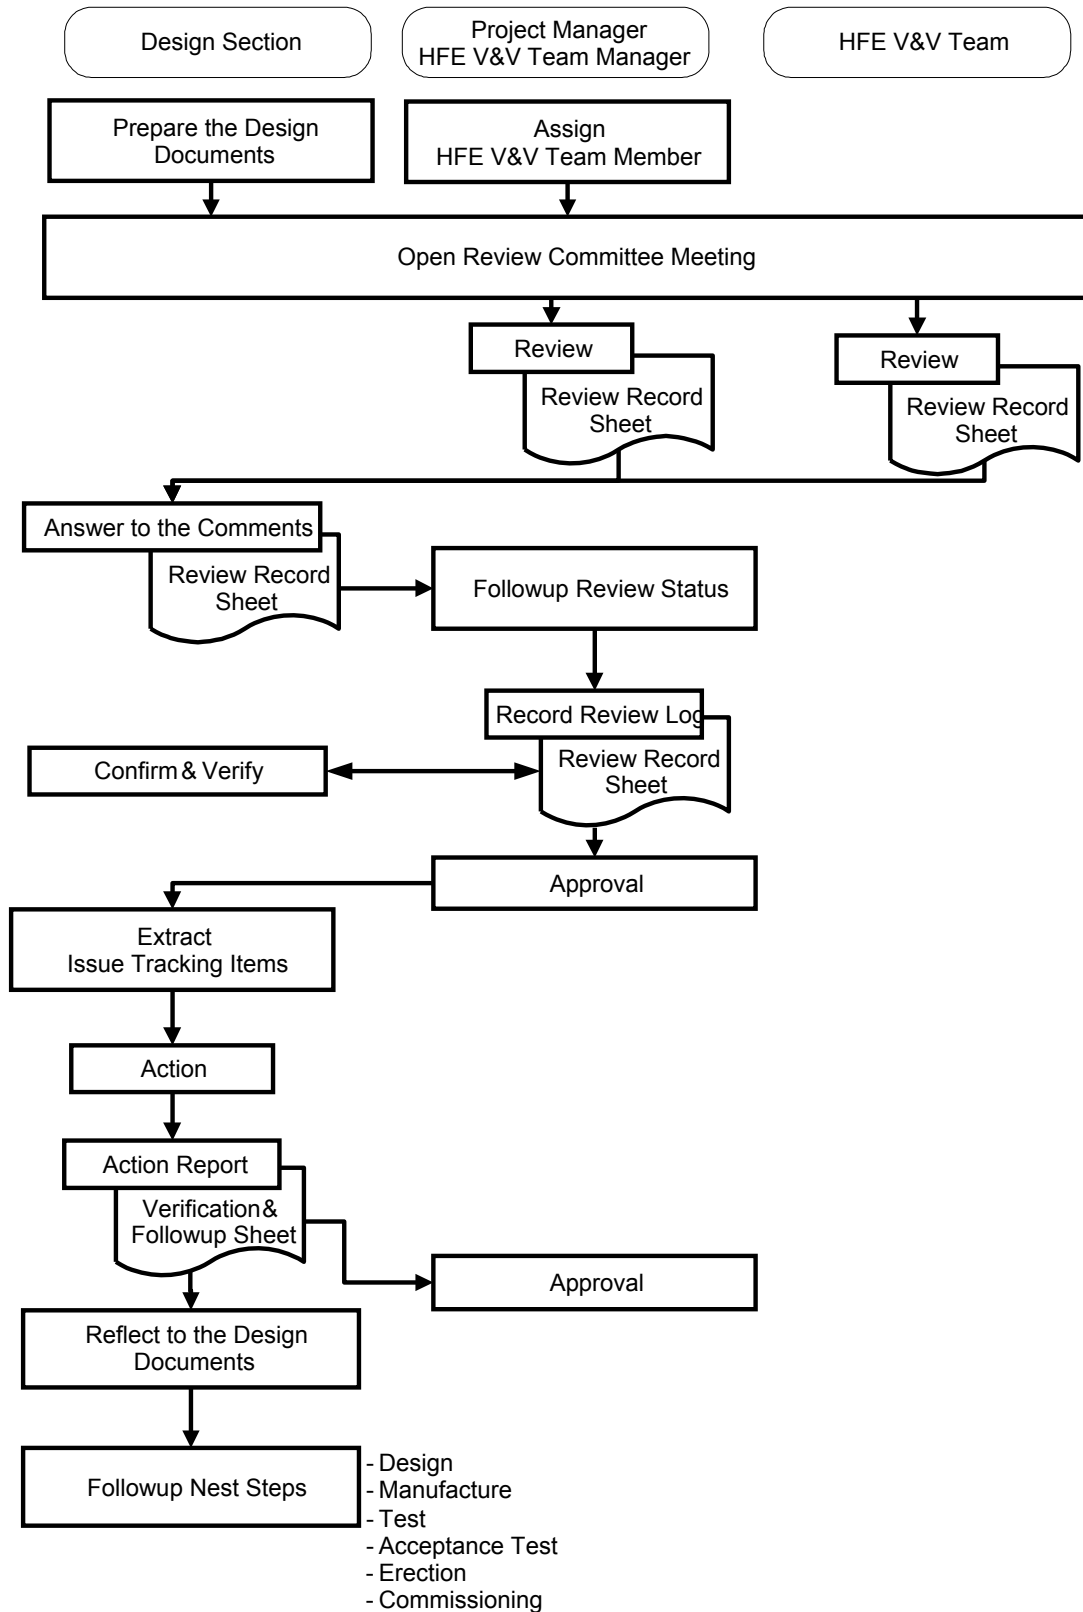 Design Section
Project Manager
HFE V&V Team Manager
HFE V&V Team
Prepare the Design
Documents
Assign
HFE V&V Team Member
Open Review Committee Meeting
Review
Review Record
Sheet
Review
Review Record
Sheet
Answer to the Comments
Review Record
Sheet
Followup Review Status
Record Review Log
Review Record
Sheet
Confirm & Verify
Approval
Extract
Issue Tracking Items
Action
Action Report
Verification &
Followup Sheet
Approval
Reflect to the Design
Documents
Followup Nest Steps
- Design
- Manufacture
- Test
- Acceptance Test
- Erection
- Commissioning